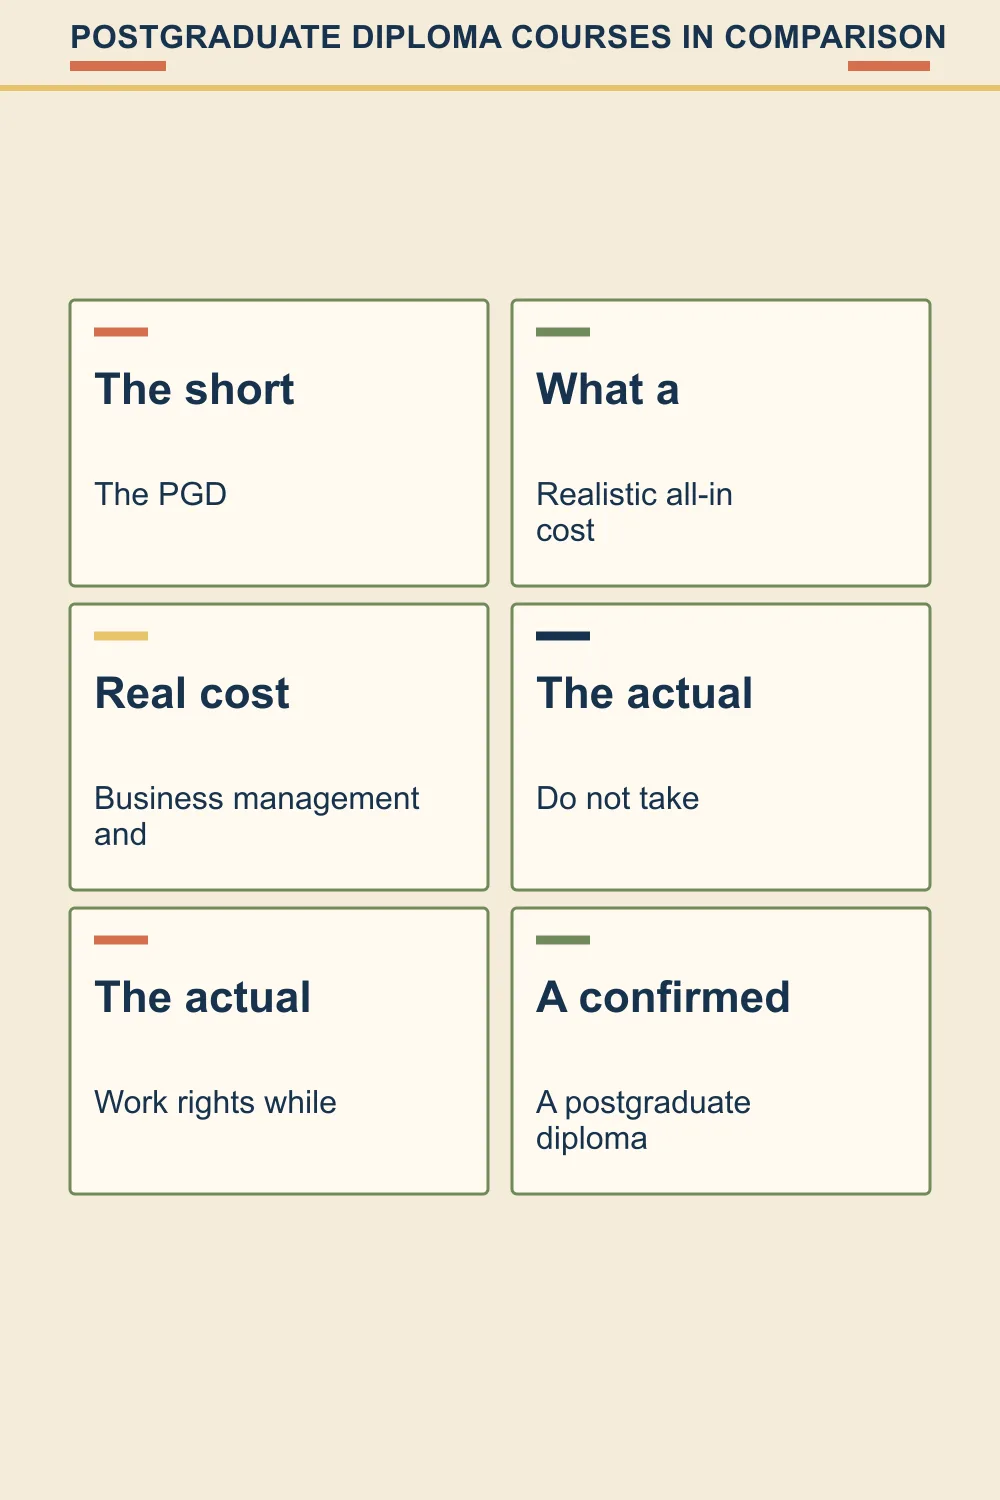 POSTGRADUATE DIPLOMA COURSES IN COMPARISON
The short
The PGD
What a
Realistic all-in
cost
Real cost
Business management
and
The actual
Do not take
The actual
Work rights while
A confirmed
A postgraduate
diploma